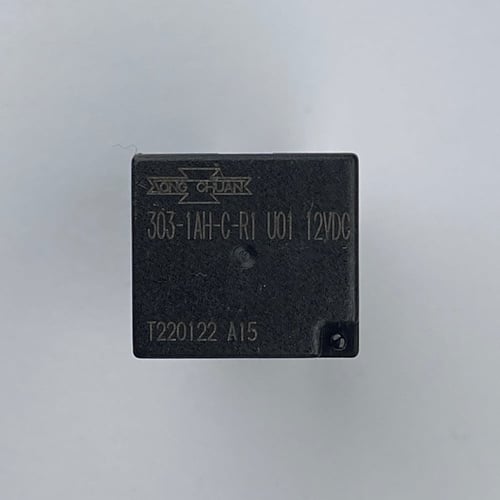 SONG CHUAN
303-1AH-C-R1 U01 12VDC
T220122 A15